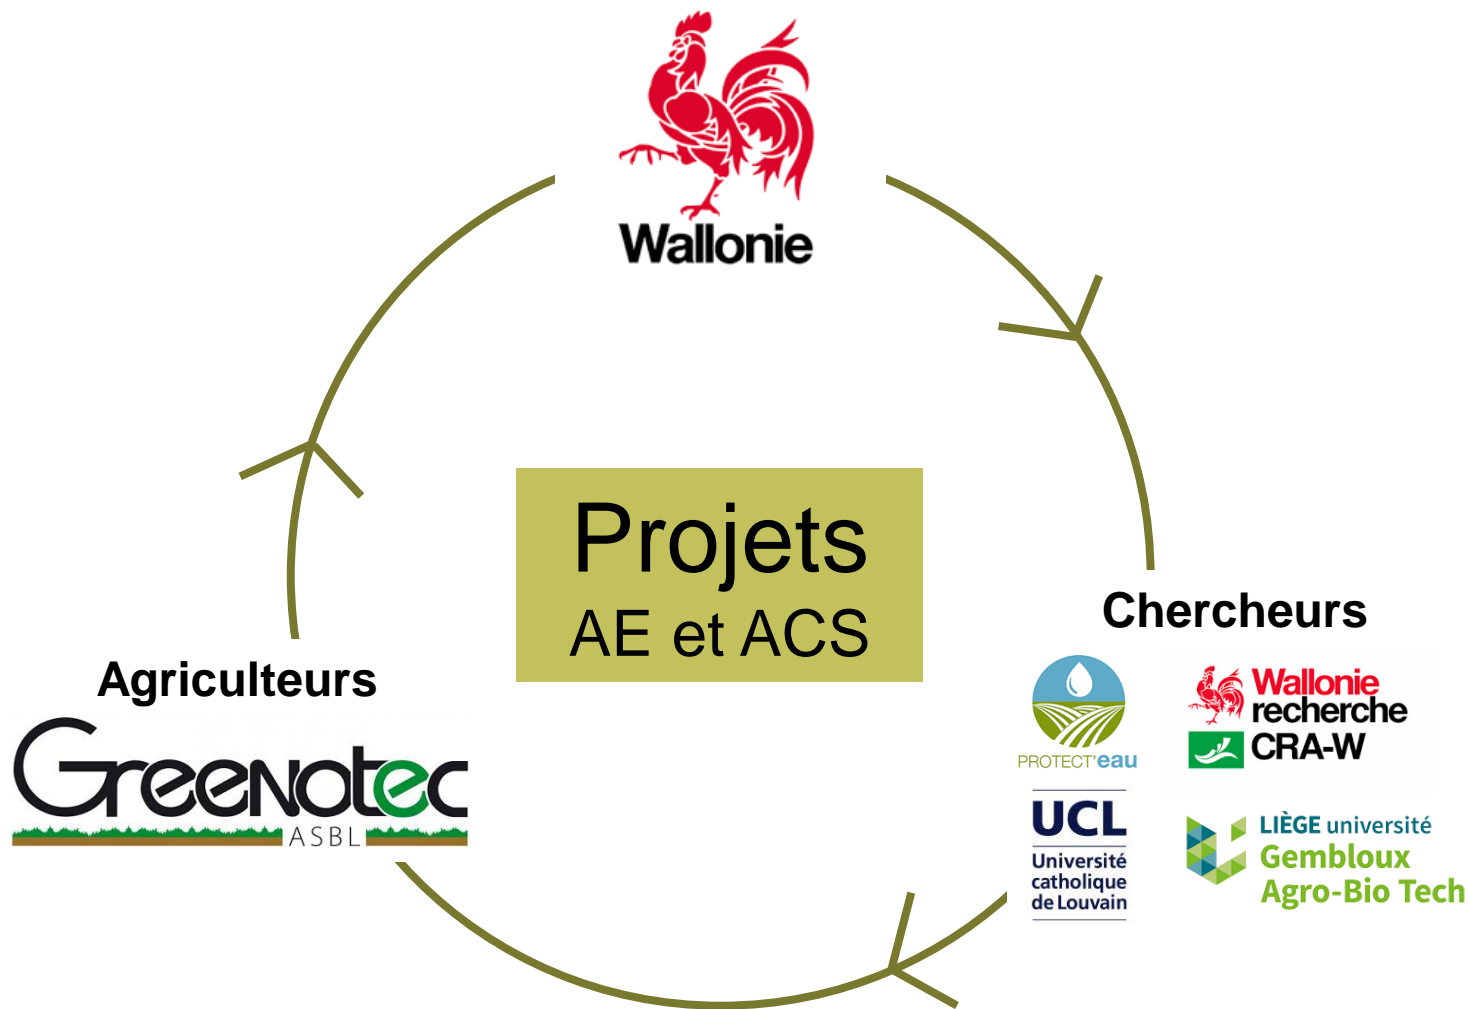 Wallonie
Projets
AE et ACS
Chercheurs
PROTECT'eau
Wallonie
recherche
CRA-W
UCL
Université
catholique
de Louvain
LIÈGE université
Gembloux
Agro-Bio Tech
Agriculteurs
Greenotec
ASBL